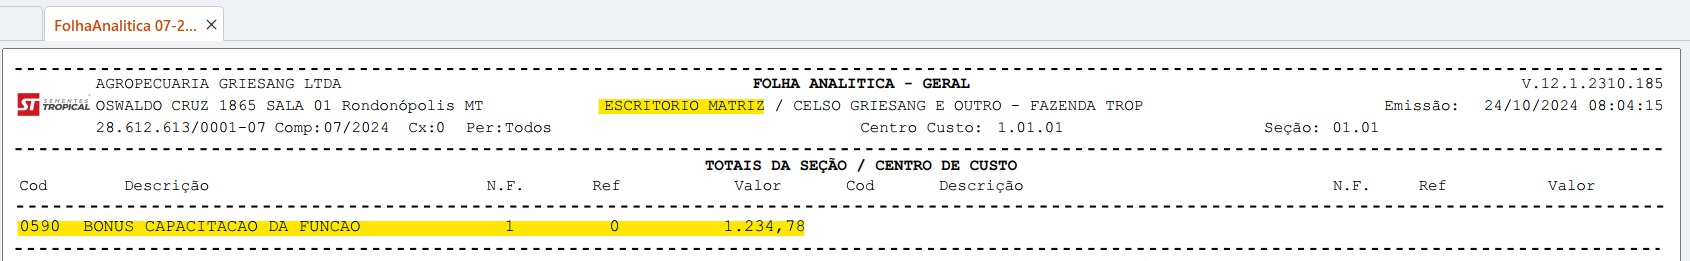 FolhaAnalitica 07-2... ×
AGROPECUARIA GRIESANG LTDA FOLHA ANALITICA - GERAL V.12.1.2310.185
ST SEMENTES TROPICAL OSWALDO CRUZ 1865 SALA 01 Rondonópolis MT ESCRITORIO MATRIZ / CELSO GRIESANG E OUTRO - FAZENDA TROP Emissão: 24/10/2024 08:04:15
28.612.613/0001-07 Comp:07/2024 Cx:0 Per:Todos Centro Custo: 1.01.01 Seção: 01.01
TOTAIS DA SEÇÃO / CENTRO DE CUSTO
Cod Descrição N.F. Ref Valor Cod Descrição N.F. Ref Valor
0590 BONUS CAPACITACAO DA FUNCAO 1 0 1.234,78